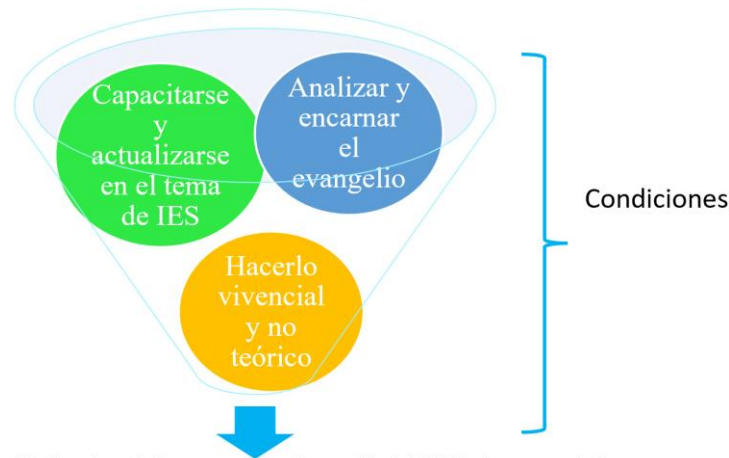 Capacitarse
y
actualizarse
en el tema
de IES
Analizar y
encarnar
el
evangelio
Hacerlo
vivencial
y no
teórico
Condiciones